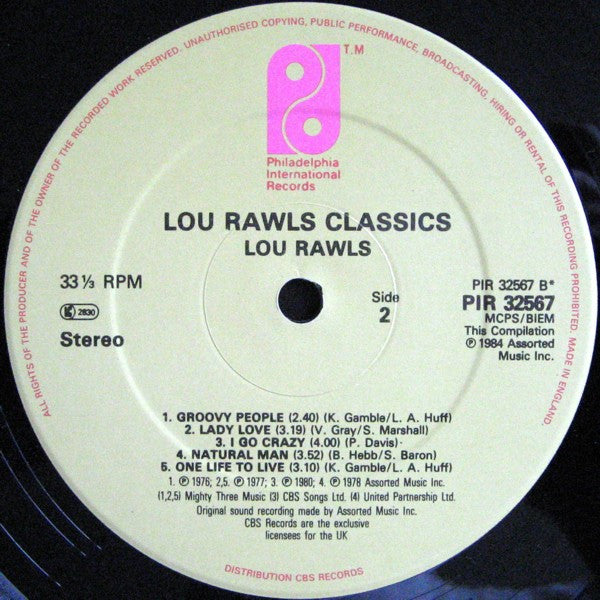 ALL RIGHTS OF THE PRODUCER AND OF THE OWNER OF THE RECORDED WORK RESERVED. UNAUTHORISED COPYING, PUBLIC PERFORMANCE, BROADCASTING, HIRING OR RENTAL OF THIS RECORDING PROHIBITED. MADE IN ENGLAND.
T.M
Philadelphia
International
Records
LOU RAWLS CLASSICS
LOU RAWLS
33⅓ RPM
K 2830
Stereo
Side
2
PIR 32567 B*
PIR 32567
MCPS/BIEM
This Compilation
℗ 1984 Assorted
Music Inc.
1. GROOVY PEOPLE (2.40) (K. Gamble/L. A. Huff)
2. LADY LOVE (3.19) (V. Gray/S. Marshall)
3. I GO CRAZY (4.00) (P. Davis)·
4. NATURAL MAN (3.52) (B. Hebb/S. Baron)
5. ONE LIFE TO LIVE (3.10) (K. Gamble/L. A. Huff)
1. ℗ 1976; 2,5. ℗ 1977; 3. ℗ 1980; 4. ℗ 1978 Assorted Music Inc.
(1,2,5) Mighty Three Music (3) CBS Songs Ltd. (4) United Partnership Ltd.
Original sound recording made by Assorted Music Inc.
CBS Records are the exclusive
licensees for the UK
DISTRIBUTION CBS RECORDS